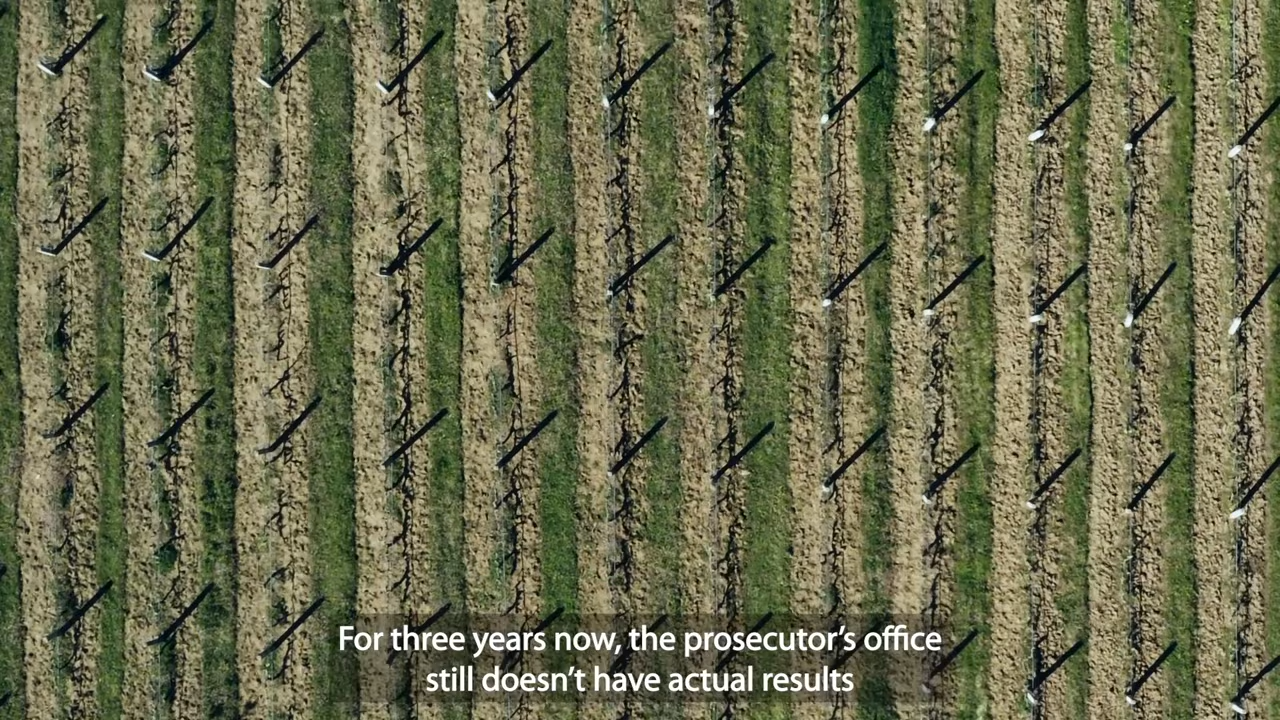 For three years now, the prosecutor's office
still doesn't have actual results